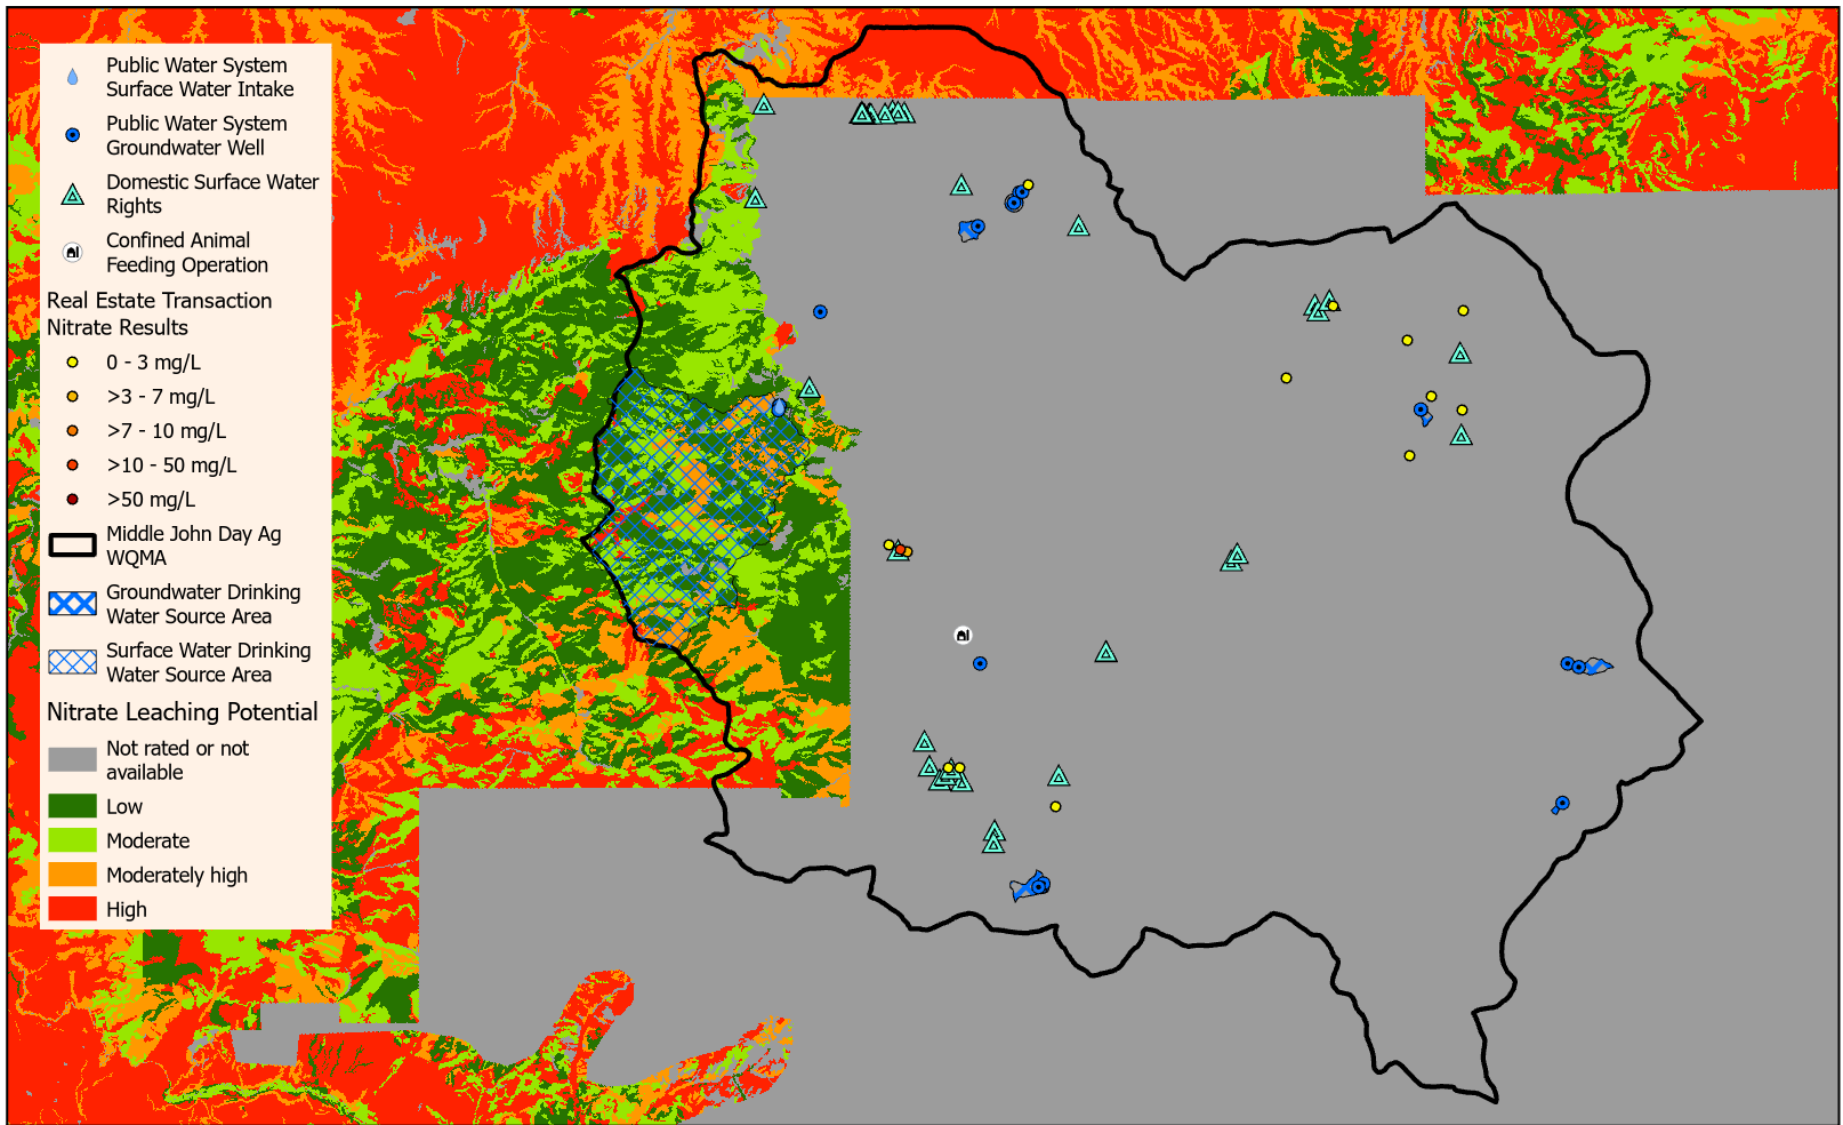 Public Water System
Surface Water Intake
Public Water System
Groundwater Well
Domestic Surface Water
Rights
Confined Animal
Feeding Operation
Real Estate Transaction
Nitrate Results
0 - 3 mg/L
>3 - 7 mg/L
>7 - 10 mg/L
>10 - 50 mg/L
>50 mg/L
Middle John Day Ag
WQMA
Groundwater Drinking
Water Source Area
Surface Water Drinking
Water Source Area
Nitrate Leaching Potential
Not rated or not
available
Low
Moderate
Moderately high
High